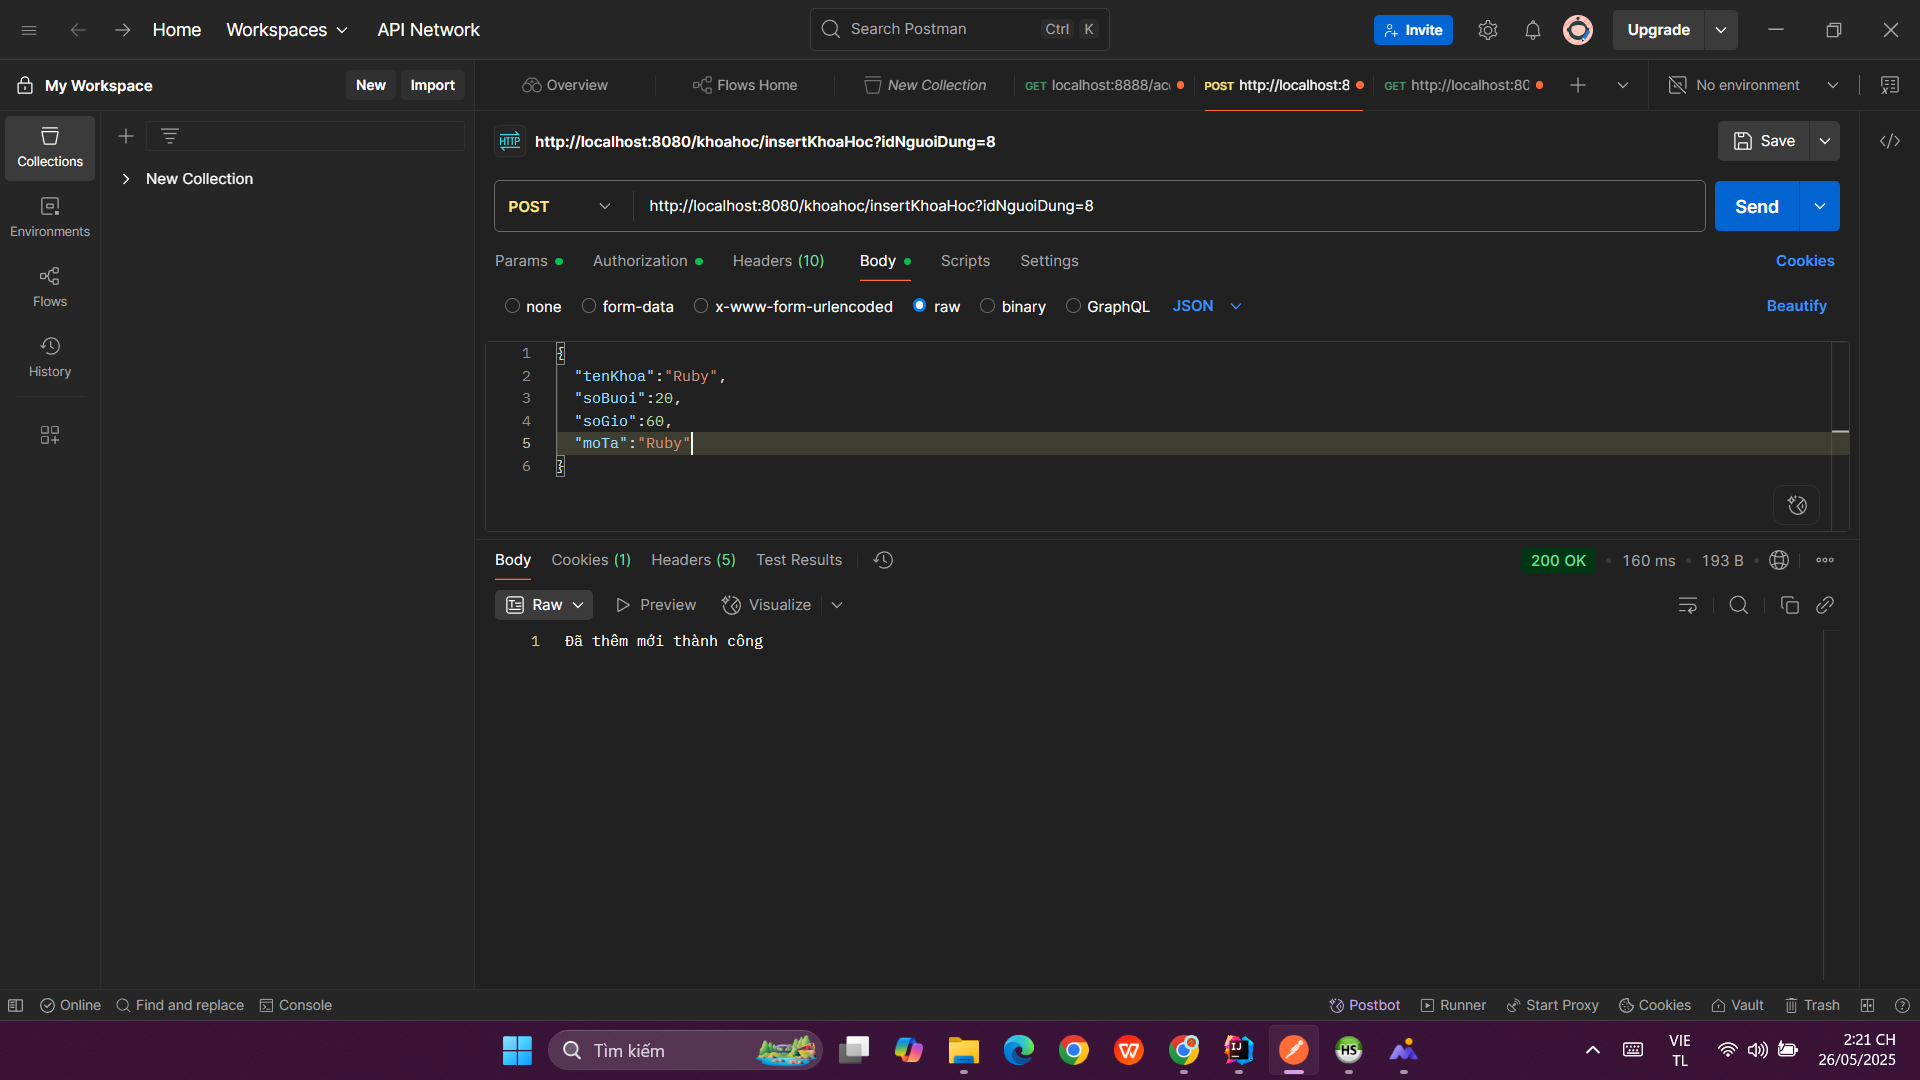 Home
Workspaces
API Network
Search Postman
Ctrl K
Invite
Upgrade
My Workspace
New
Import
Overview
Flows Home
New Collection
GET localhost:8888/ac
POST http://localhost:8
GET http://localhost:80
No environment
Collections
Environments
Flows
History
New Collection
HTTP
http://localhost:8080/khoahoc/insertKhoaHoc?idNguoiDung=8
Save
POST
http://localhost:8080/khoahoc/insertKhoaHoc?idNguoiDung=8
Send
Params
Authorization
Headers (10)
Body
Scripts
Settings
Cookies
none
form-data
x-www-form-urlencoded
raw
binary
GraphQL
JSON
Beautify
1 {
2 "tenKhoa":"Ruby",
3 "soBuoi":20,
4 "soGio":60,
5 "moTa":"Ruby"
6 }
Body
Cookies (1)
Headers (5)
Test Results
200 OK
160 ms
193 B
Raw
Preview
Visualize
1 Đã thêm mới thành công
Online
Find and replace
Console
Postbot
Runner
Start Proxy
Cookies
Vault
Trash
Tìm kiếm
IJ
HS
VIE
TL
2:21 CH
26/05/2025